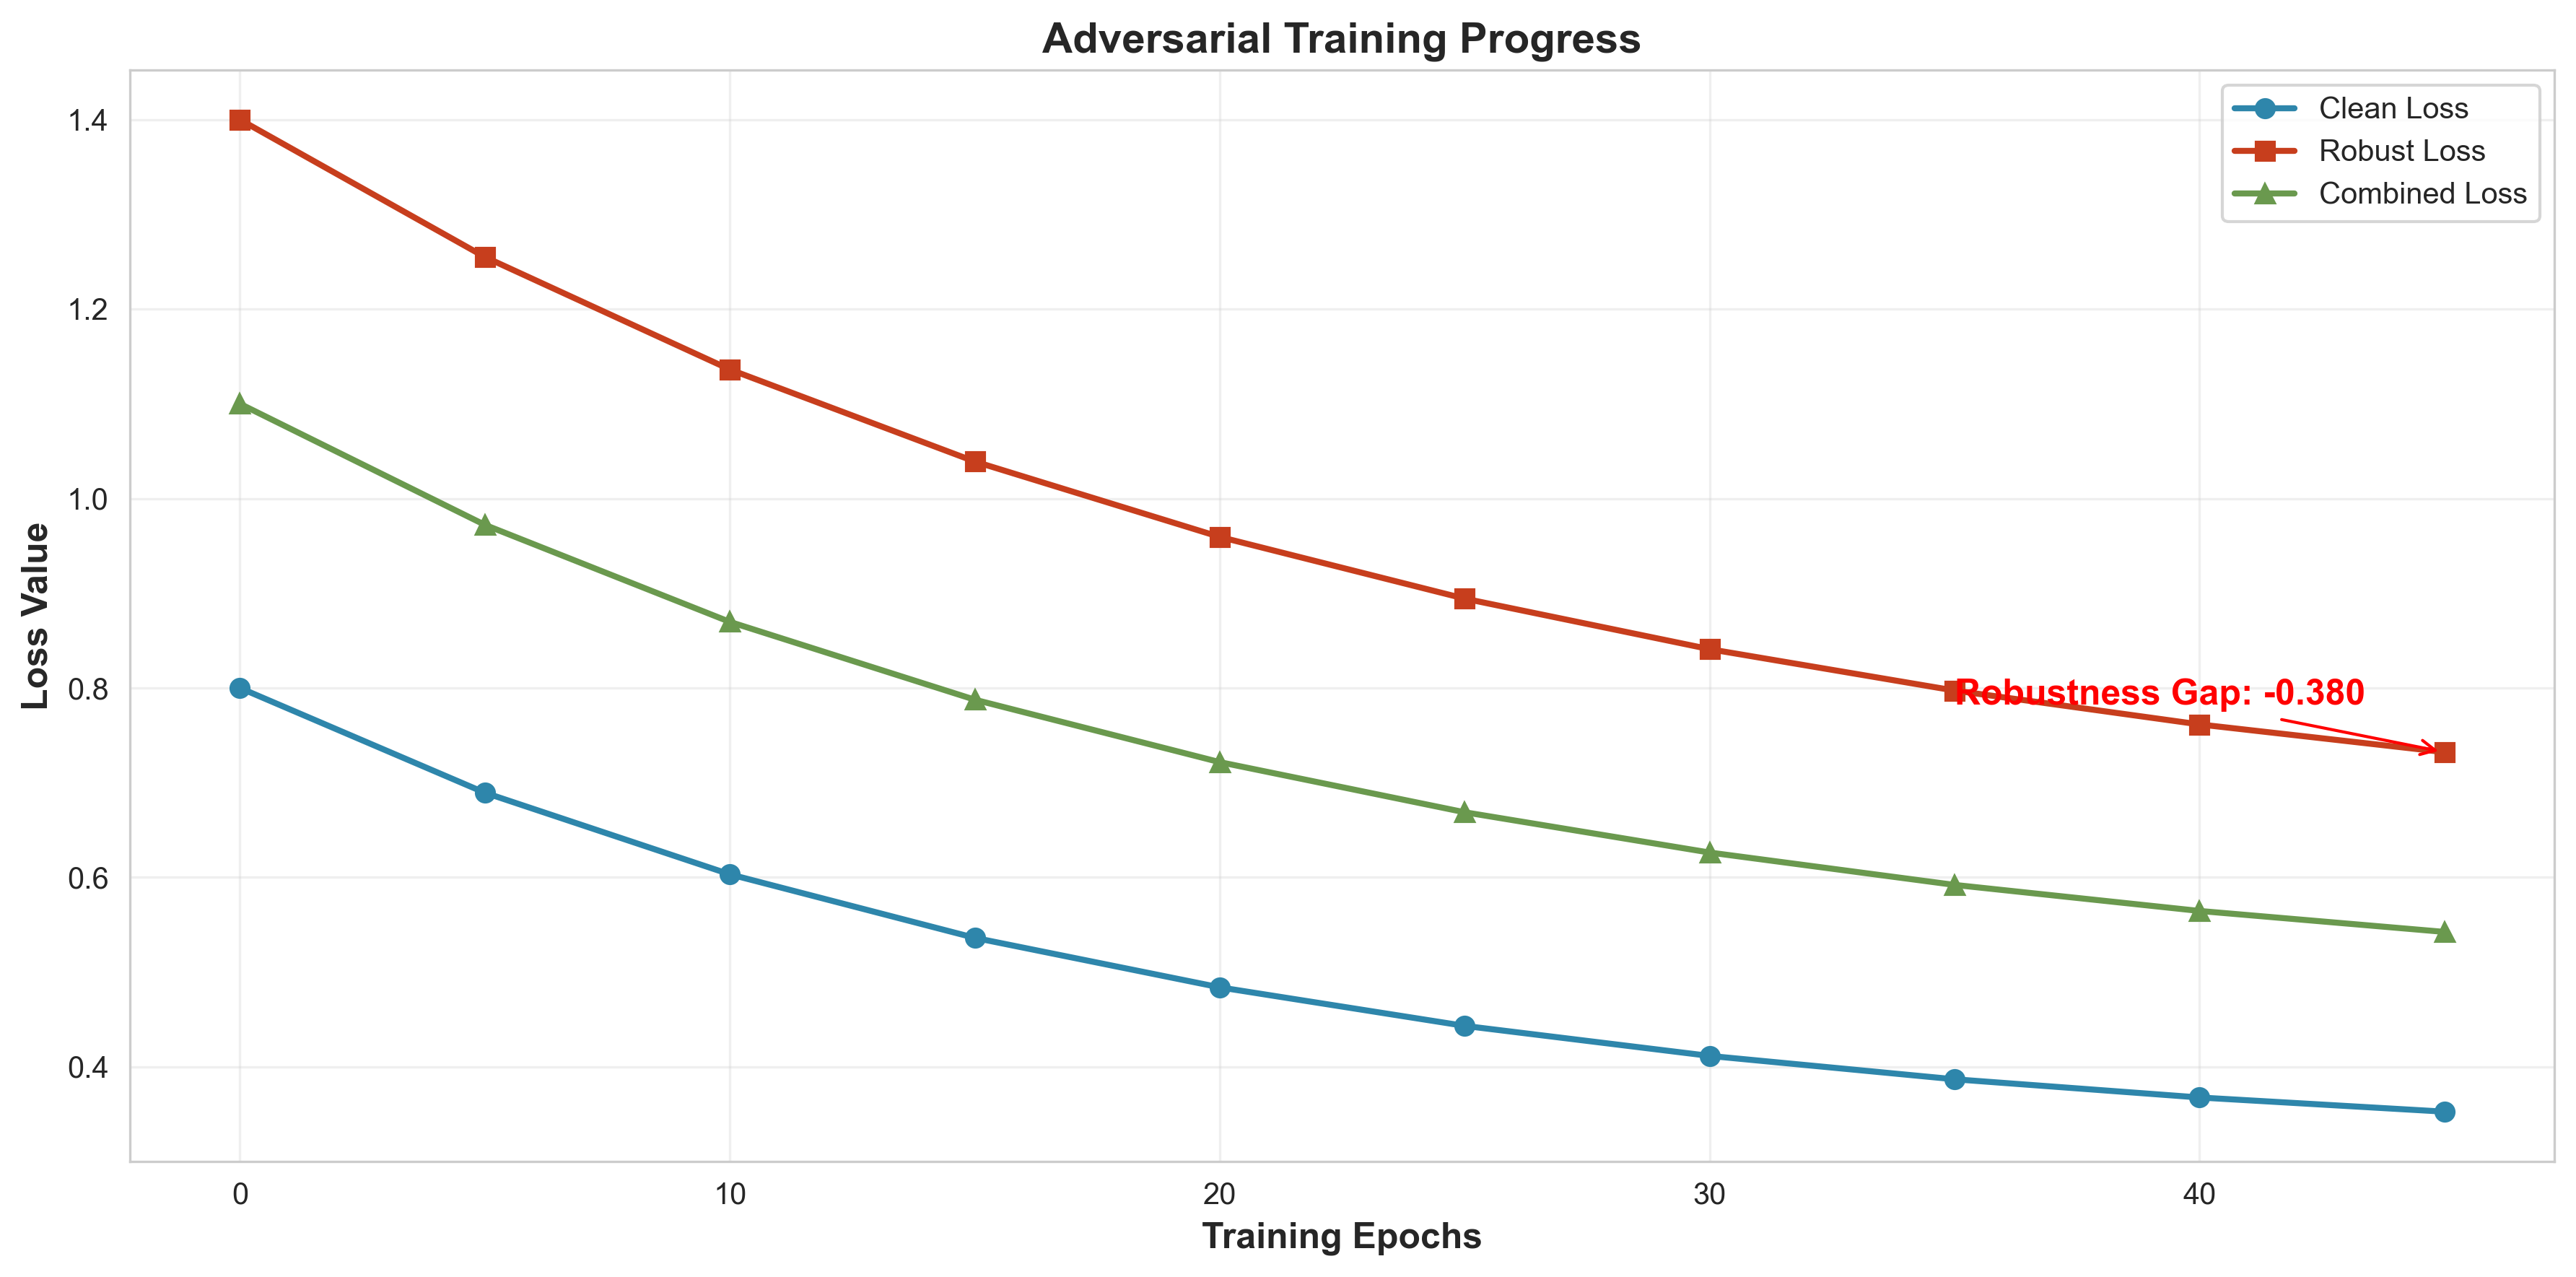 Adversarial Training Progress
Clean Loss
Robust Loss
Combined Loss
Loss Value
1.4
1.2
1.0
0.8
0.6
0.4
Robustness Gap: -0.380
0
10
20
30
40
Training Epochs